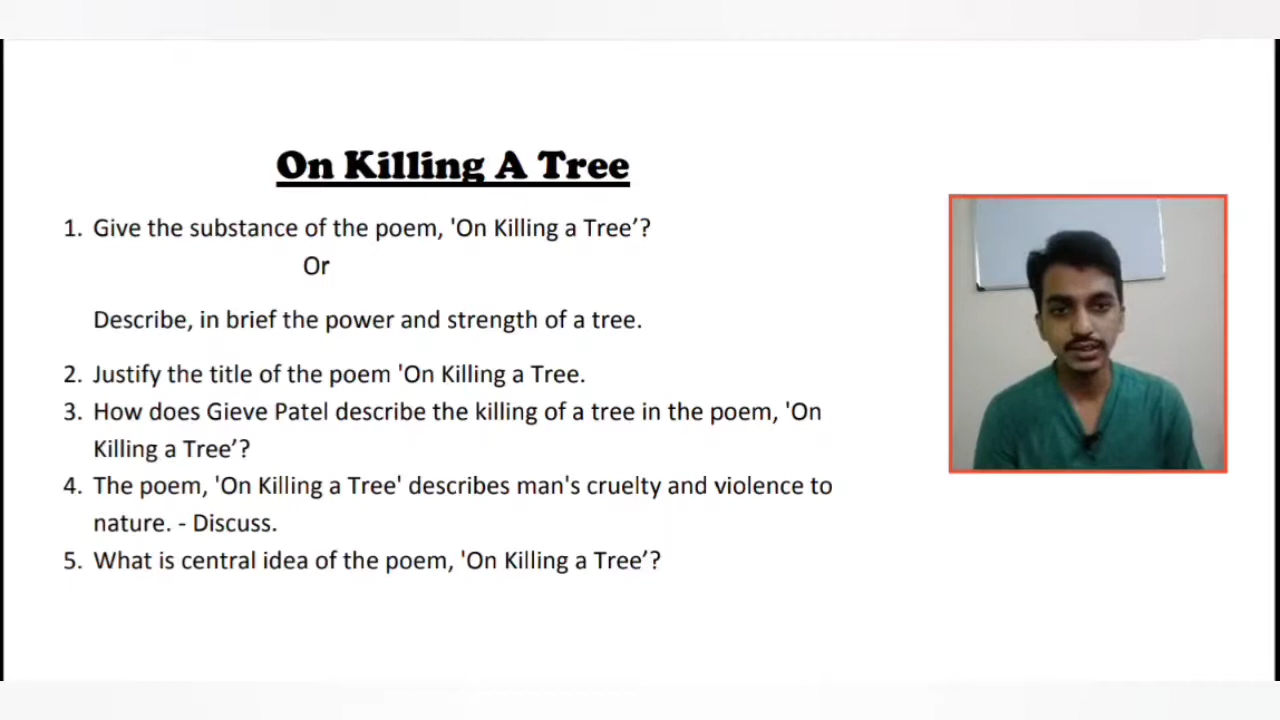 On Killing A Tree
1. Give the substance of the poem, 'On Killing a Tree’?
Or
Describe, in brief the power and strength of a tree.
2. Justify the title of the poem 'On Killing a Tree.
3. How does Gieve Patel describe the killing of a tree in the poem, 'On
Killing a Tree’?
4. The poem, 'On Killing a Tree' describes man's cruelty and violence to
nature. - Discuss.
5. What is central idea of the poem, 'On Killing a Tree’?